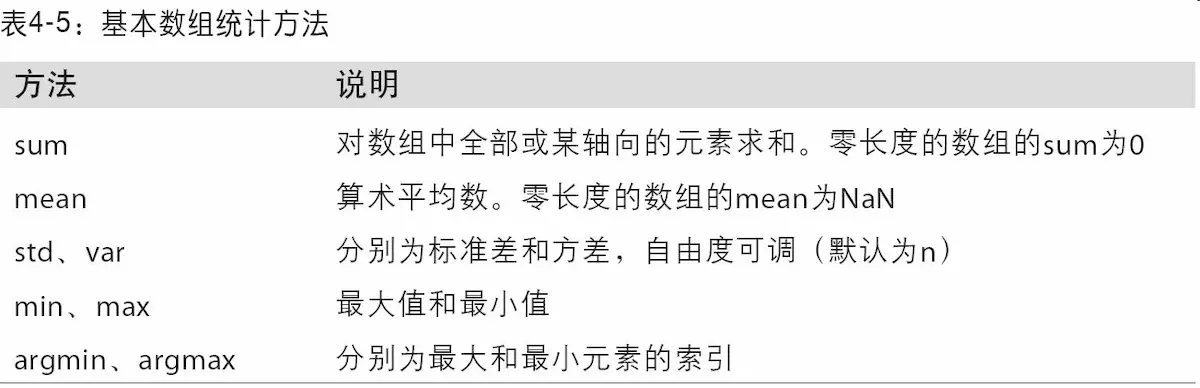 表4-5：基本数组统计方法
方法 说明
sum 对数组中全部或某轴向的元素求和。零长度的数组的sum为0
mean 算术平均数。零长度的数组的mean为NaN
std、var 分别为标准差和方差，自由度可调（默认为n）
min、max 最大值和最小值
argmin、argmax 分别为最大和最小元素的索引